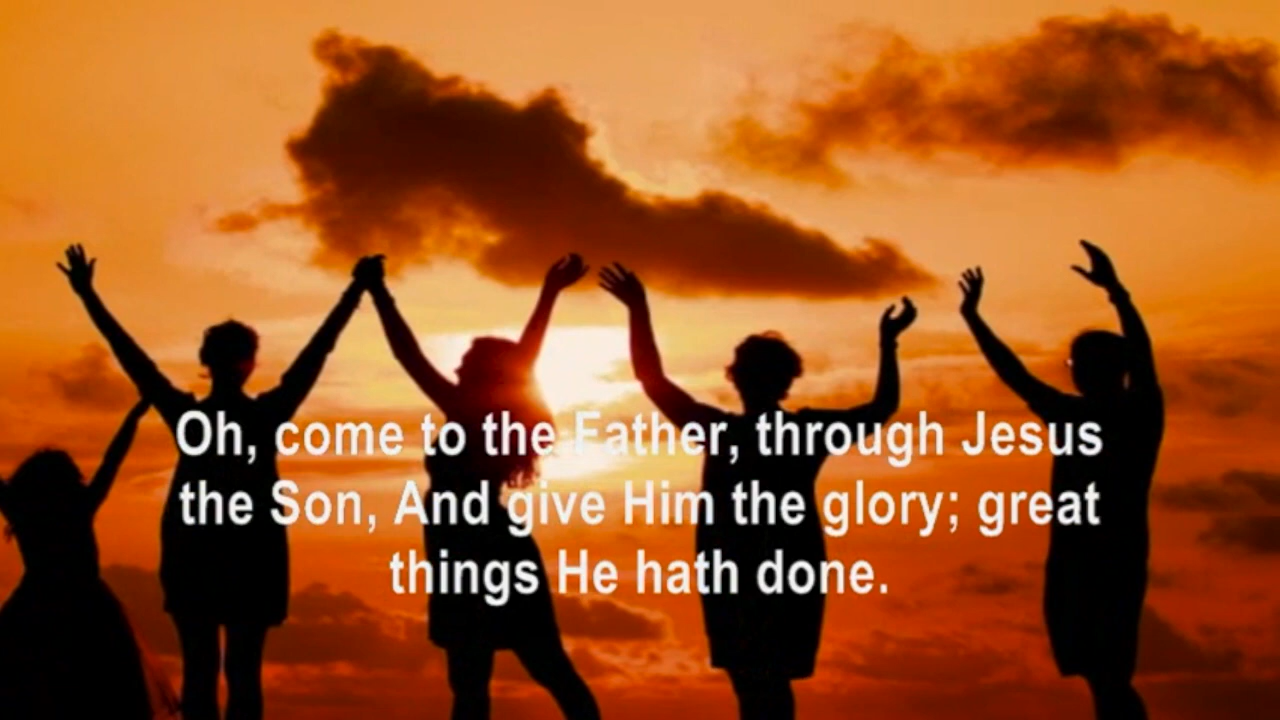 Oh, come to the Father, through Jesus
the Son, And give Him the glory; great
things He hath done.